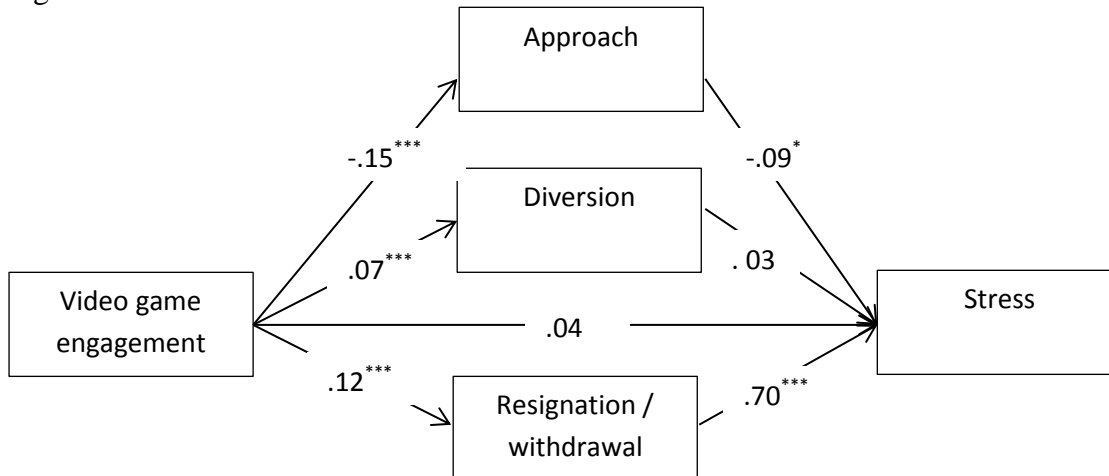 Approach
-.15***
-.09*
Diversion
.07***
. 03
Video game
engagement
.04
Stress
.12***
.70***
Resignation /
withdrawal